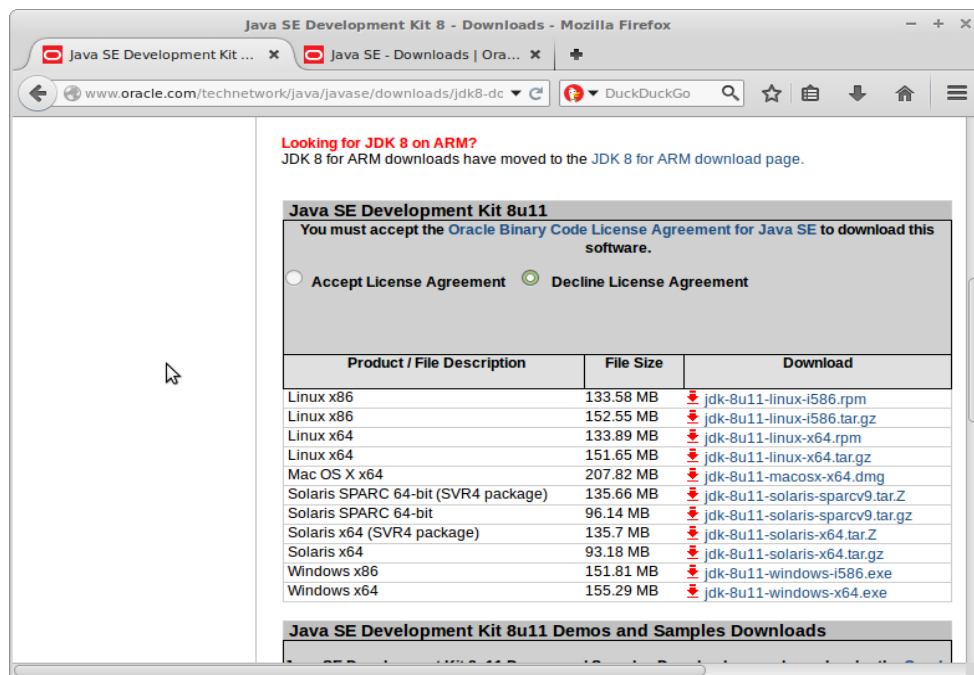 Java SE Development Kit 8 - Downloads - Mozilla Firefox
Java SE Development Kit ...
Java SE - Downloads | Ora...
www.oracle.com/technetwork/java/javase/downloads/jdk8-dc
DuckDuckGo
Looking for JDK 8 on ARM?
JDK 8 for ARM downloads have moved to the JDK 8 for ARM download page.
Java SE Development Kit 8u11
You must accept the Oracle Binary Code License Agreement for Java SE to download this
software.
Accept License Agreement Decline License Agreement
Product / File Description File Size Download
Linux x86 133.58 MB jdk-8u11-linux-i586.rpm
Linux x86 152.55 MB jdk-8u11-linux-i586.tar.gz
Linux x64 133.89 MB jdk-8u11-linux-x64.rpm
Linux x64 151.65 MB jdk-8u11-linux-x64.tar.gz
Mac OS X x64 207.82 MB jdk-8u11-macosx-x64.dmg
Solaris SPARC 64-bit (SVR4 package) 135.66 MB jdk-8u11-solaris-sparcv9.tar.Z
Solaris SPARC 64-bit 96.14 MB jdk-8u11-solaris-sparcv9.tar.gz
Solaris x64 (SVR4 package) 135.7 MB jdk-8u11-solaris-x64.tar.Z
Solaris x64 93.18 MB jdk-8u11-solaris-x64.tar.gz
Windows x86 151.81 MB jdk-8u11-windows-i586.exe
Windows x64 155.29 MB jdk-8u11-windows-x64.exe
Java SE Development Kit 8u11 Demos and Samples Downloads